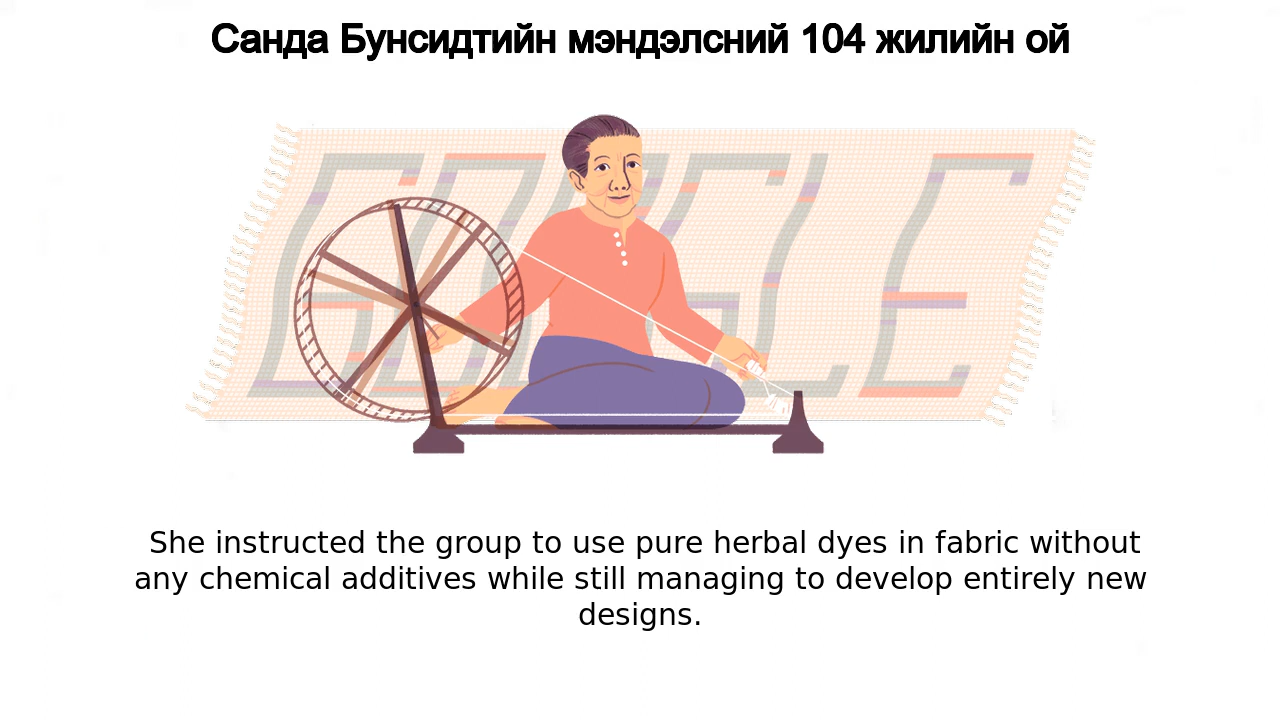 Санда Бунсидтийн мэндэлсний 104 жилийн ой
GOOGLE
She instructed the group to use pure herbal dyes in fabric without
any chemical additives while still managing to develop entirely new
designs.